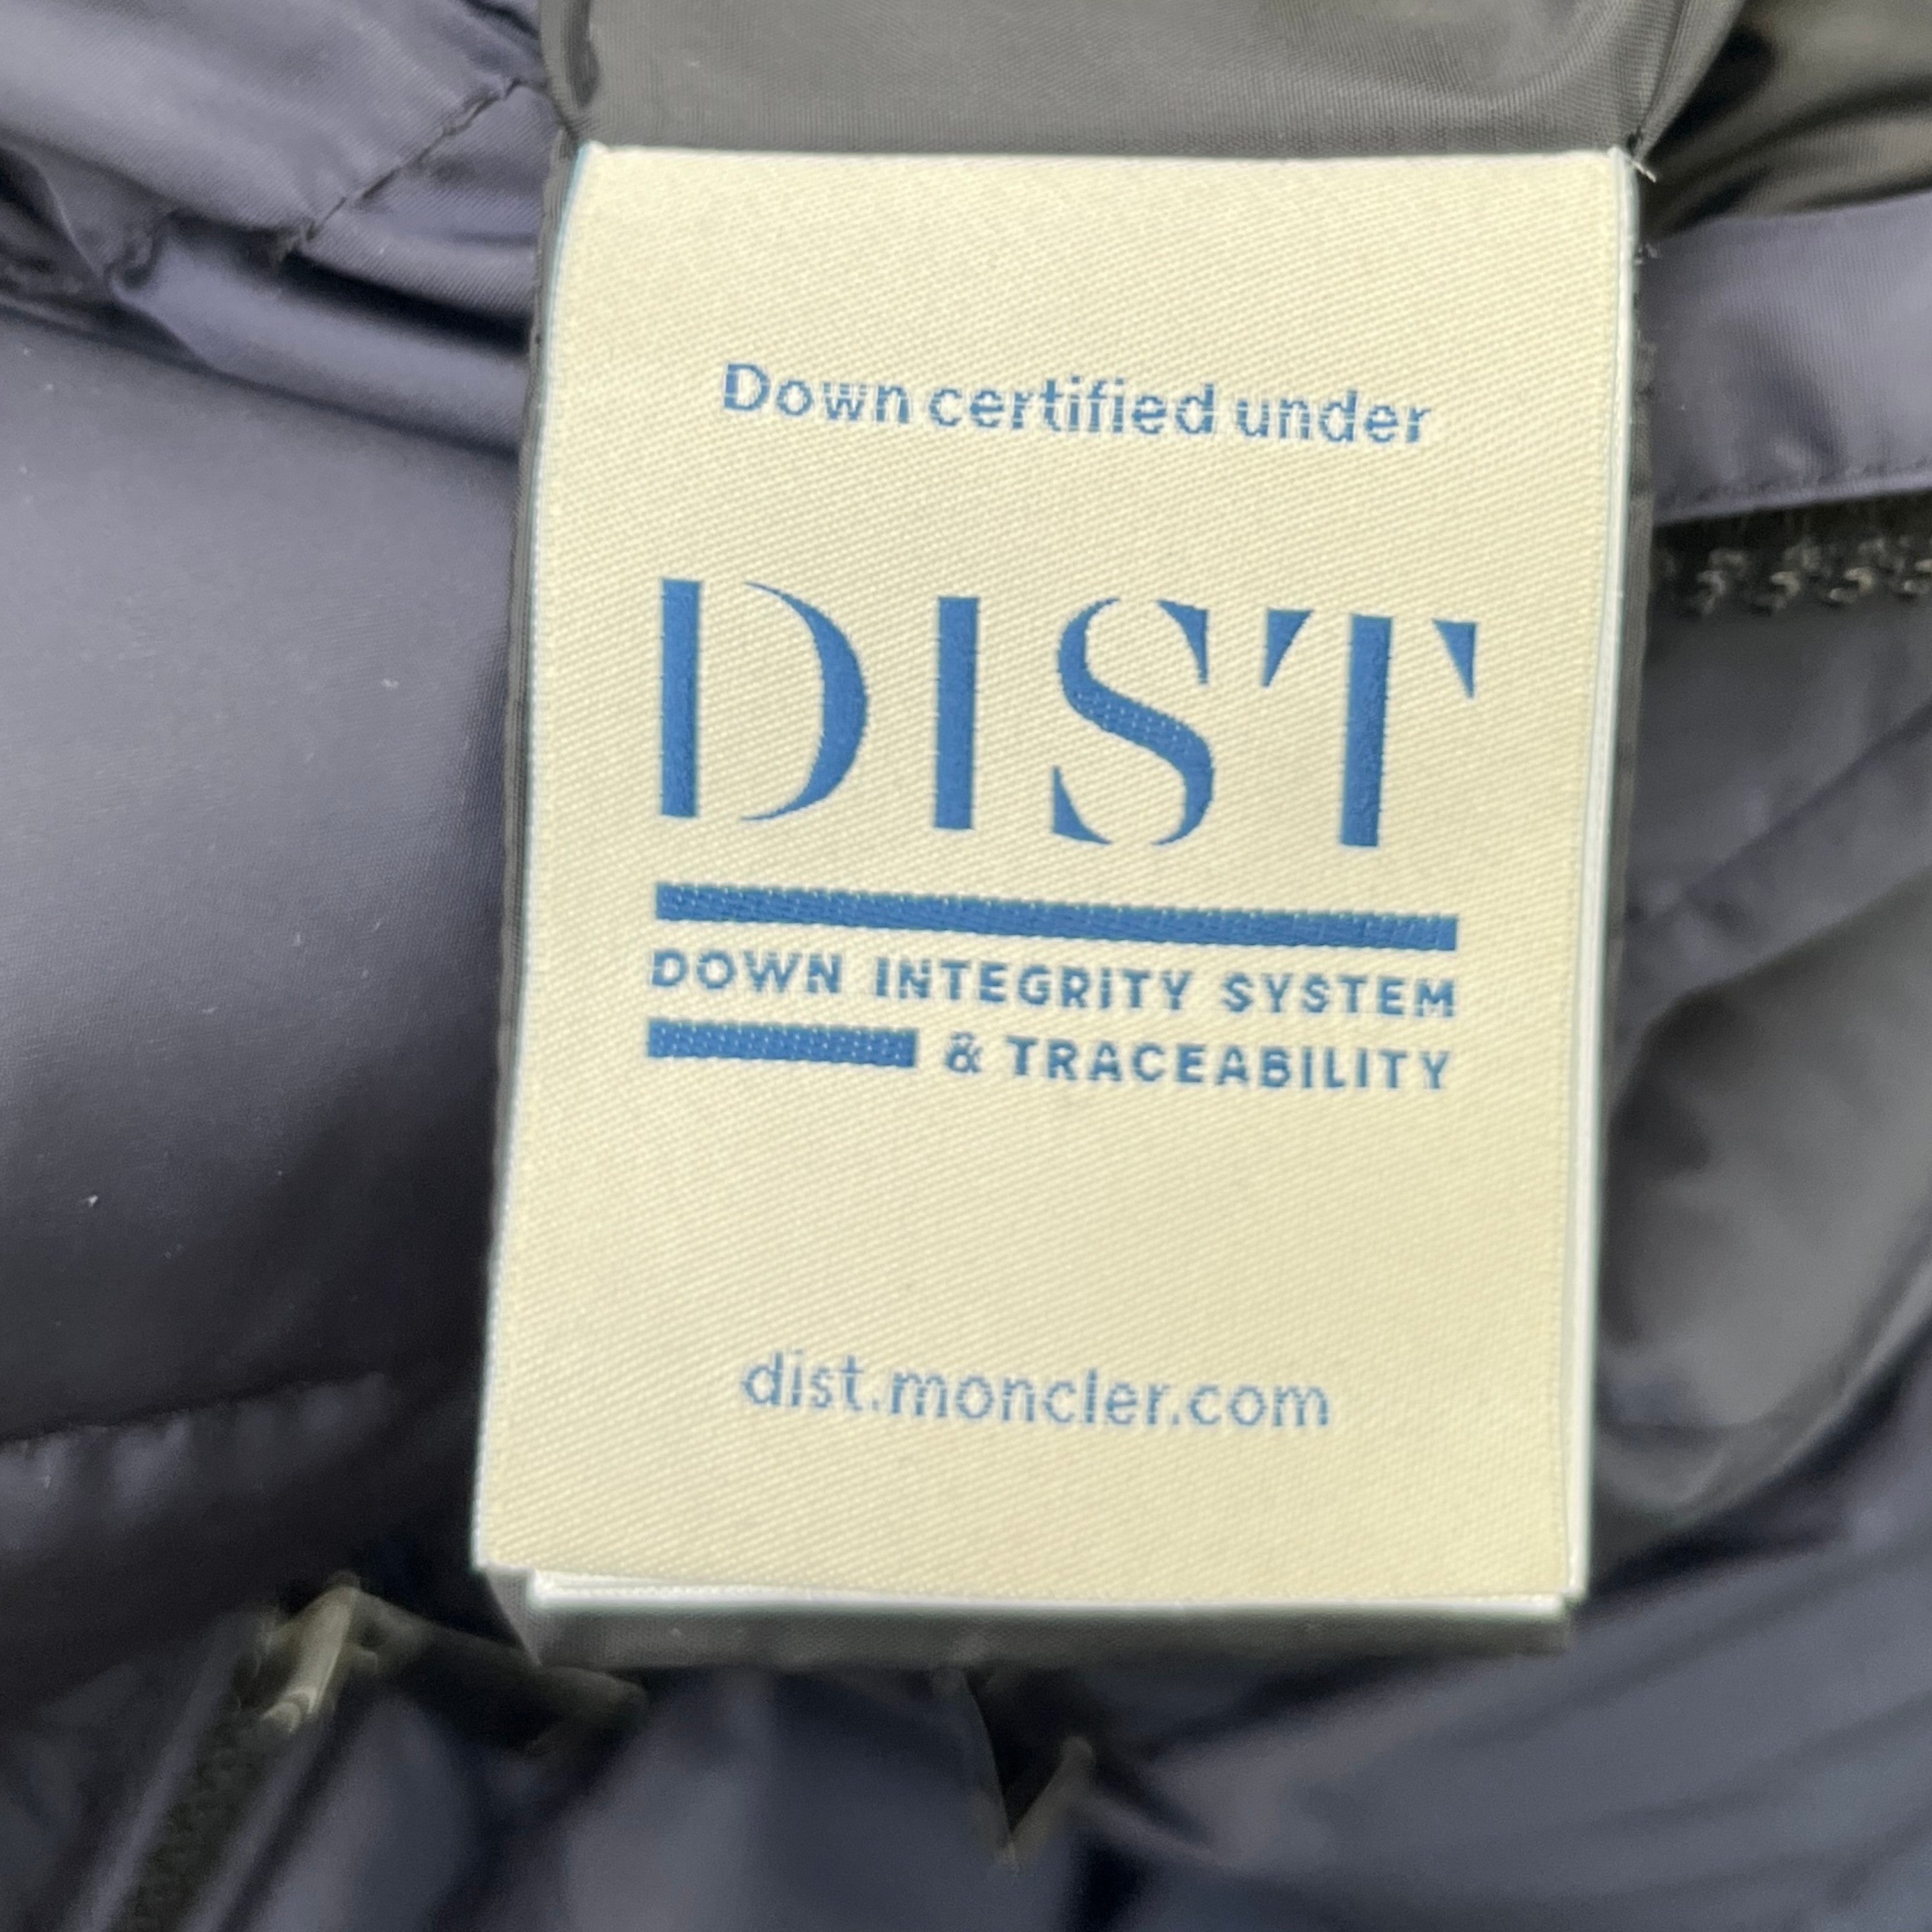 Down certified under
DIST
DOWN INTEGRITY SYSTEM
& TRACEABILITY
dist.moncler.com